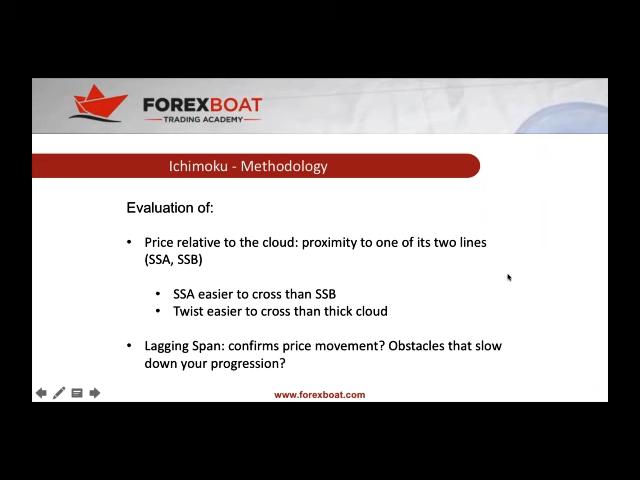 FOREXBOAT
TRADING ACADEMY
Ichimoku - Methodology
Evaluation of:
• Price relative to the cloud: proximity to one of its two lines
(SSA, SSB)
• SSA easier to cross than SSB
• Twist easier to cross than thick cloud
• Lagging Span: confirms price movement? Obstacles that slow
down your progression?
www.forexboat.com